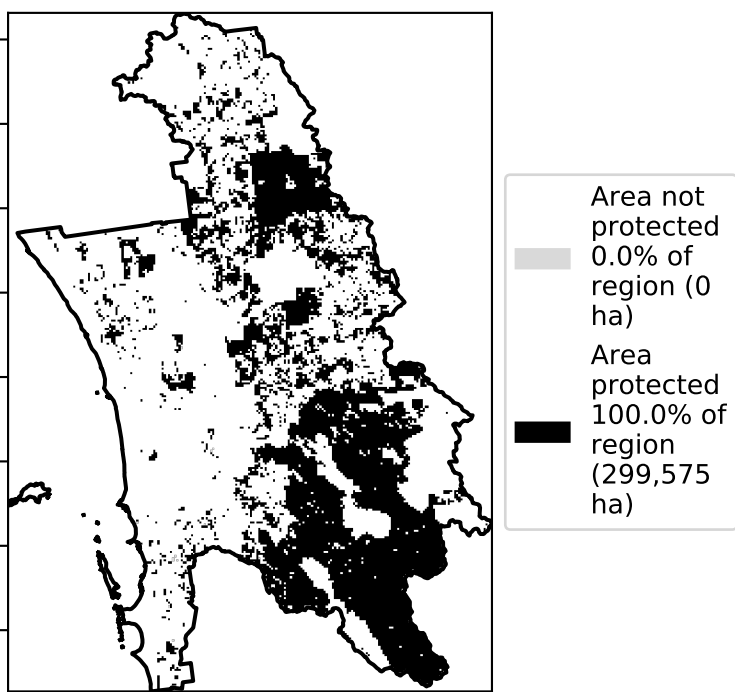 Area not
protected
0.0% of
region (0
ha)
Area
protected
100.0% of
region
(299,575
ha)